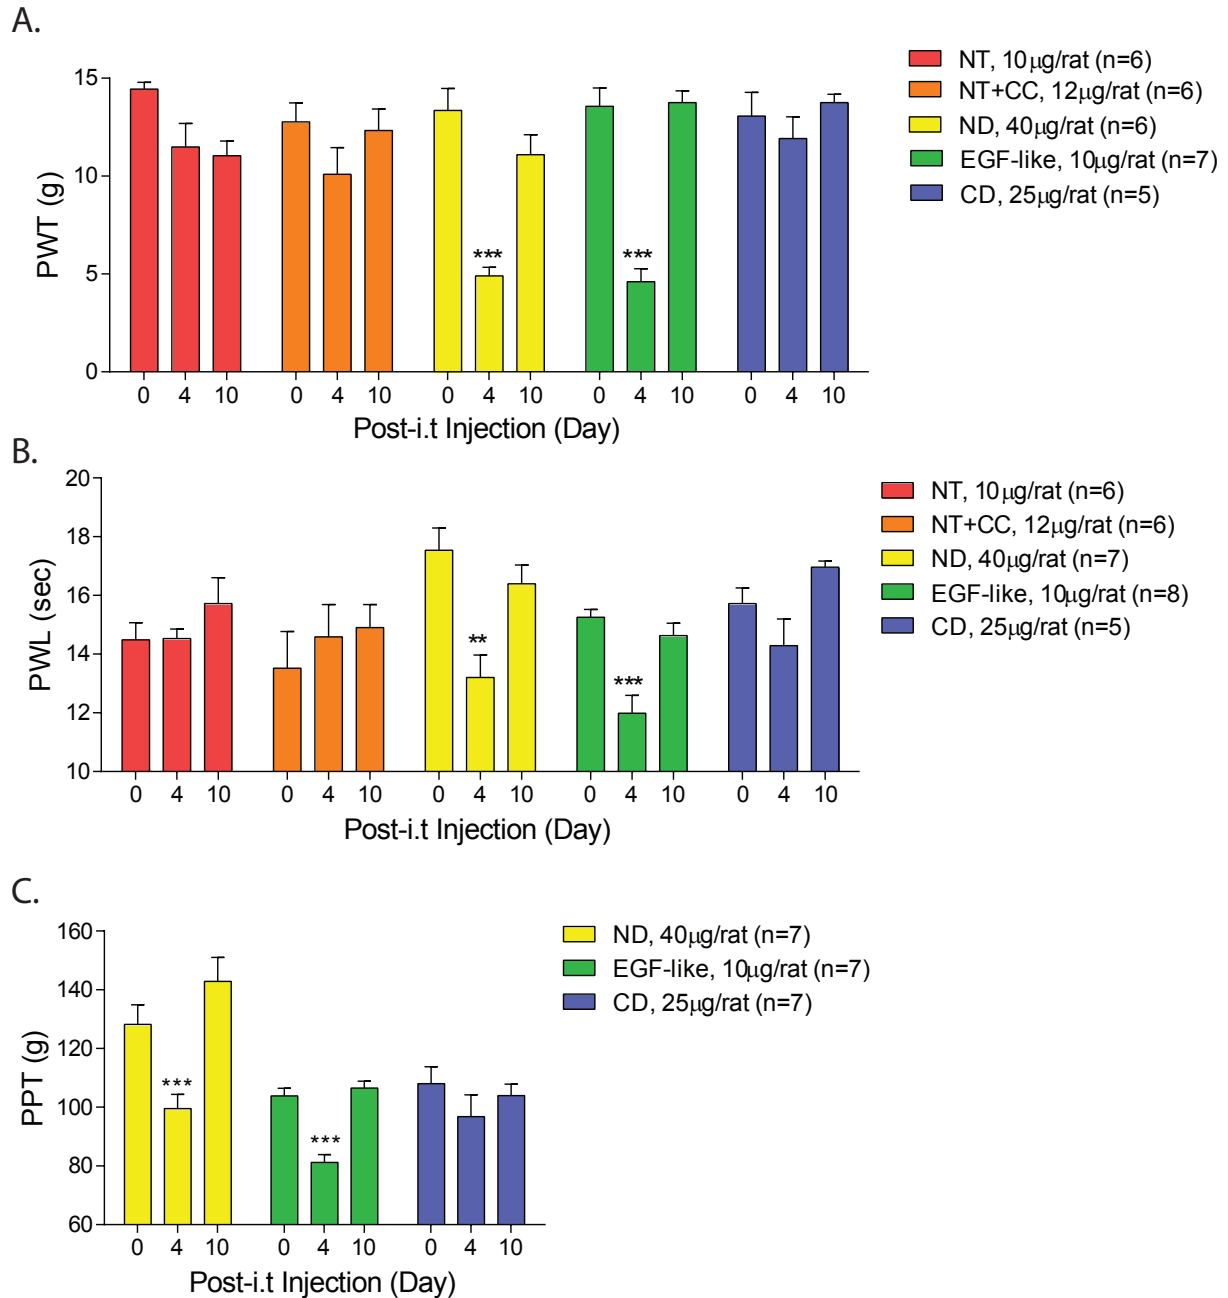 A.
PWT (g)
15
10
5
0
***
***
0 4 10 0 4 10 0 4 10 0 4 10 0 4 10
Post-i.t Injection (Day)
NT, 10μg/rat (n=6)
NT+CC, 12μg/rat (n=6)
ND, 40μg/rat (n=6)
EGF-like, 10μg/rat (n=7)
CD, 25μg/rat (n=5)
B.
PWL (sec)
20
18
16
14
12
10
**
***
0 4 10 0 4 10 0 4 10 0 4 10 0 4 10
Post-i.t Injection (Day)
NT, 10μg/rat (n=6)
NT+CC, 12μg/rat (n=6)
ND, 40μg/rat (n=7)
EGF-like, 10μg/rat (n=8)
CD, 25μg/rat (n=5)
C.
PPT (g)
160
140
120
100
80
60
***
***
0 4 10 0 4 10 0 4 10
Post-i.t Injection (Day)
ND, 40μg/rat (n=7)
EGF-like, 10μg/rat (n=7)
CD, 25μg/rat (n=7)